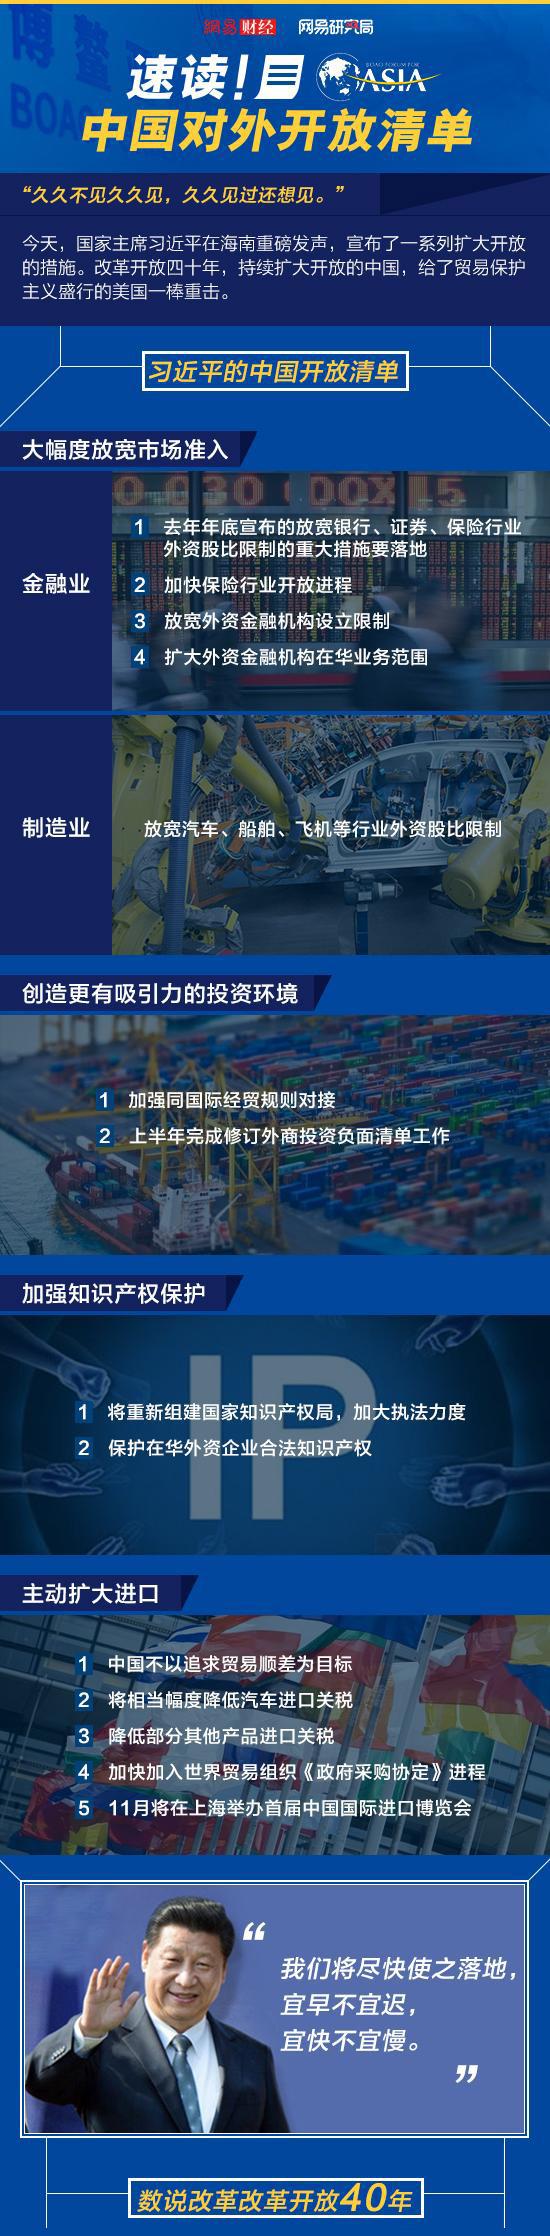 網易 财经 网易研究局
博鳌
BOA
速读!
BOAO FORUM FOR
ASIA
中国对外开放清单
“久久不见久久见，久久见过还想见。”
今天，国家主席习近平在海南重磅发声，宣布了一系列扩大开放
的措施。改革开放四十年，持续扩大开放的中国，给了贸易保护
主义盛行的美国一棒重击。
习近平的中国开放清单
大幅度放宽市场准入
金融业
1 去年年底宣布的放宽银行、证券、保险行业
外资股比限制的重大措施要落地
2 加快保险行业开放进程
3 放宽外资金融机构设立限制
4 扩大外资金融机构在华业务范围
制造业
放宽汽车、船舶、飞机等行业外资股比限制
创造更有吸引力的投资环境
1 加强同国际经贸规则对接
2 上半年完成修订外商投资负面清单工作
加强知识产权保护
IP
1 将重新组建国家知识产权局，加大执法力度
2 保护在华外资企业合法知识产权
主动扩大进口
1 中国不以追求贸易顺差为目标
2 将相当幅度降低汽车进口关税
3 降低部分其他产品进口关税
4 加快加入世界贸易组织《政府采购协定》进程
5 11月将在上海举办首届中国国际进口博览会
“
我们将尽快使之落地，
宜早不宜迟，
宜快不宜慢。
”
数说改革改革开放40年